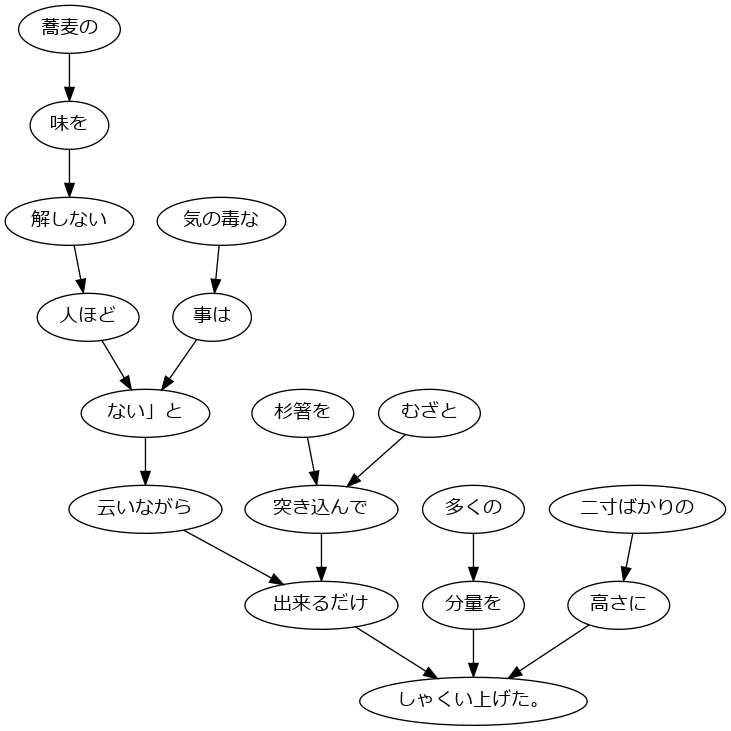 蕎麦の
味を
解しない
気の毒な
人ほど
事は
ない」と
杉箸を
むざと
云いながら
突き込んで
多くの
二寸ばかりの
出来るだけ
分量を
高さに
しゃくい上げた。